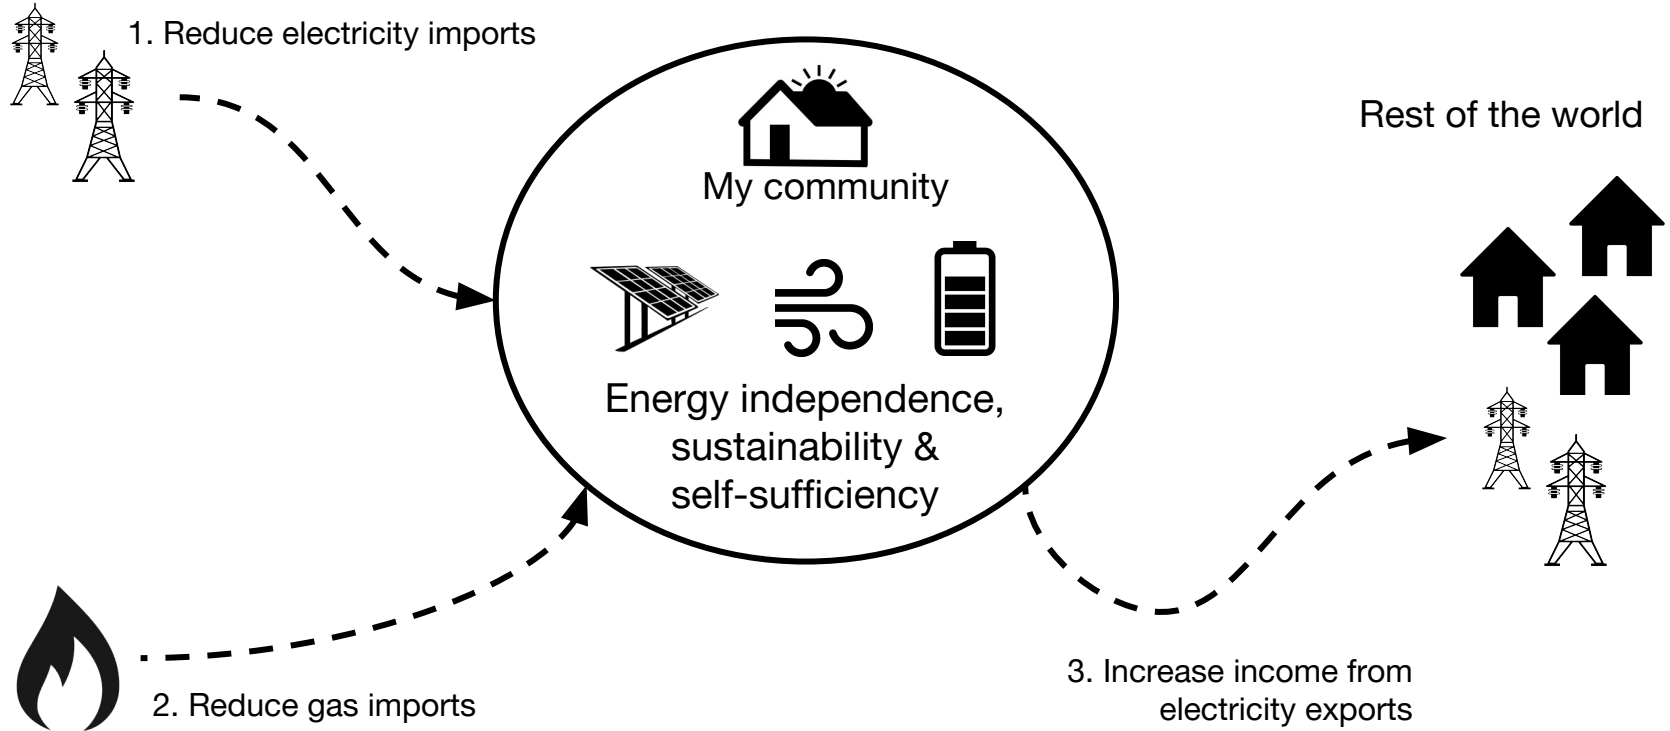 1. Reduce electricity imports
My community
Energy independence,
sustainability &
self-sufficiency
Rest of the world
2. Reduce gas imports
3. Increase income from
electricity exports